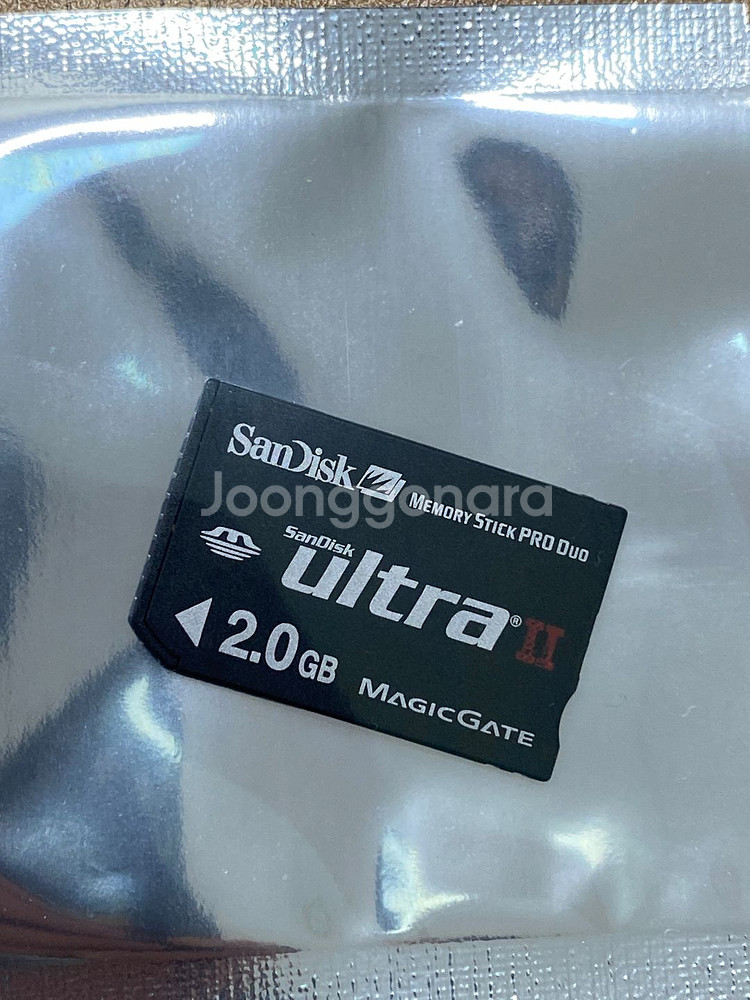 SanDisk
MEMORY STICK PRO DUO
SanDisk
ultra® II
2.0 GB
MAGICGATE
Joonggonara